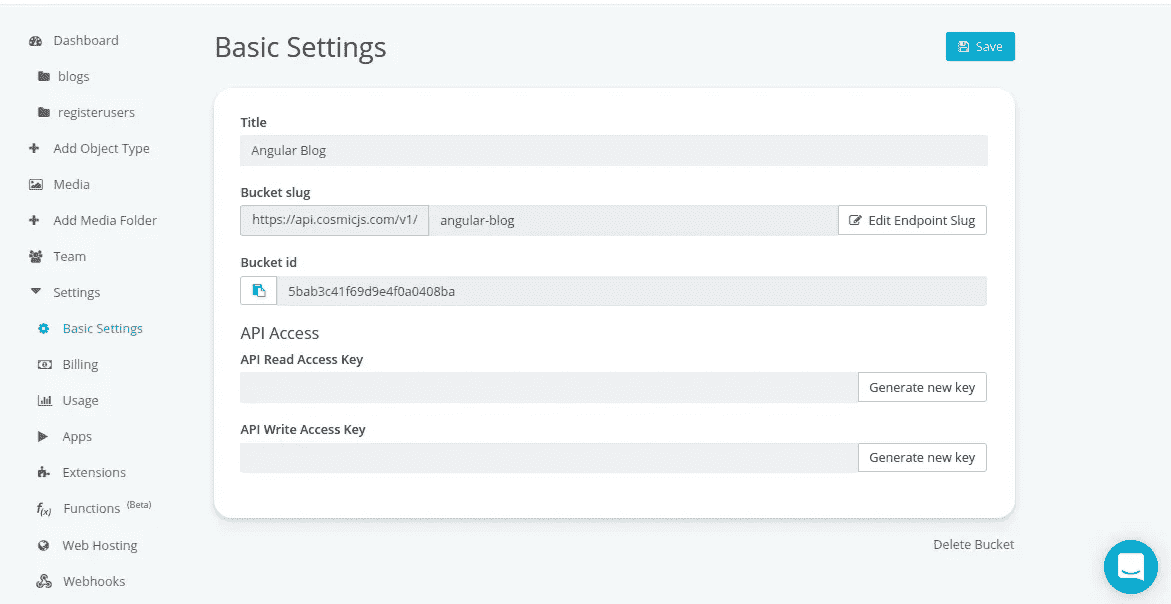 Dashboard
blogs
registerusers
Add Object Type
Media
Add Media Folder
Team
Settings
Basic Settings
Billing
Usage
Apps
Extensions
f(x) Functions (Beta)
Web Hosting
Webhooks
Basic Settings
Save
Title
Angular Blog
Bucket slug
https://api.cosmicjs.com/v1/ angular-blog Edit Endpoint Slug
Bucket id
5bab3c41f69d9e4f0a0408ba
API Access
API Read Access Key
Generate new key
API Write Access Key
Generate new key
Delete Bucket